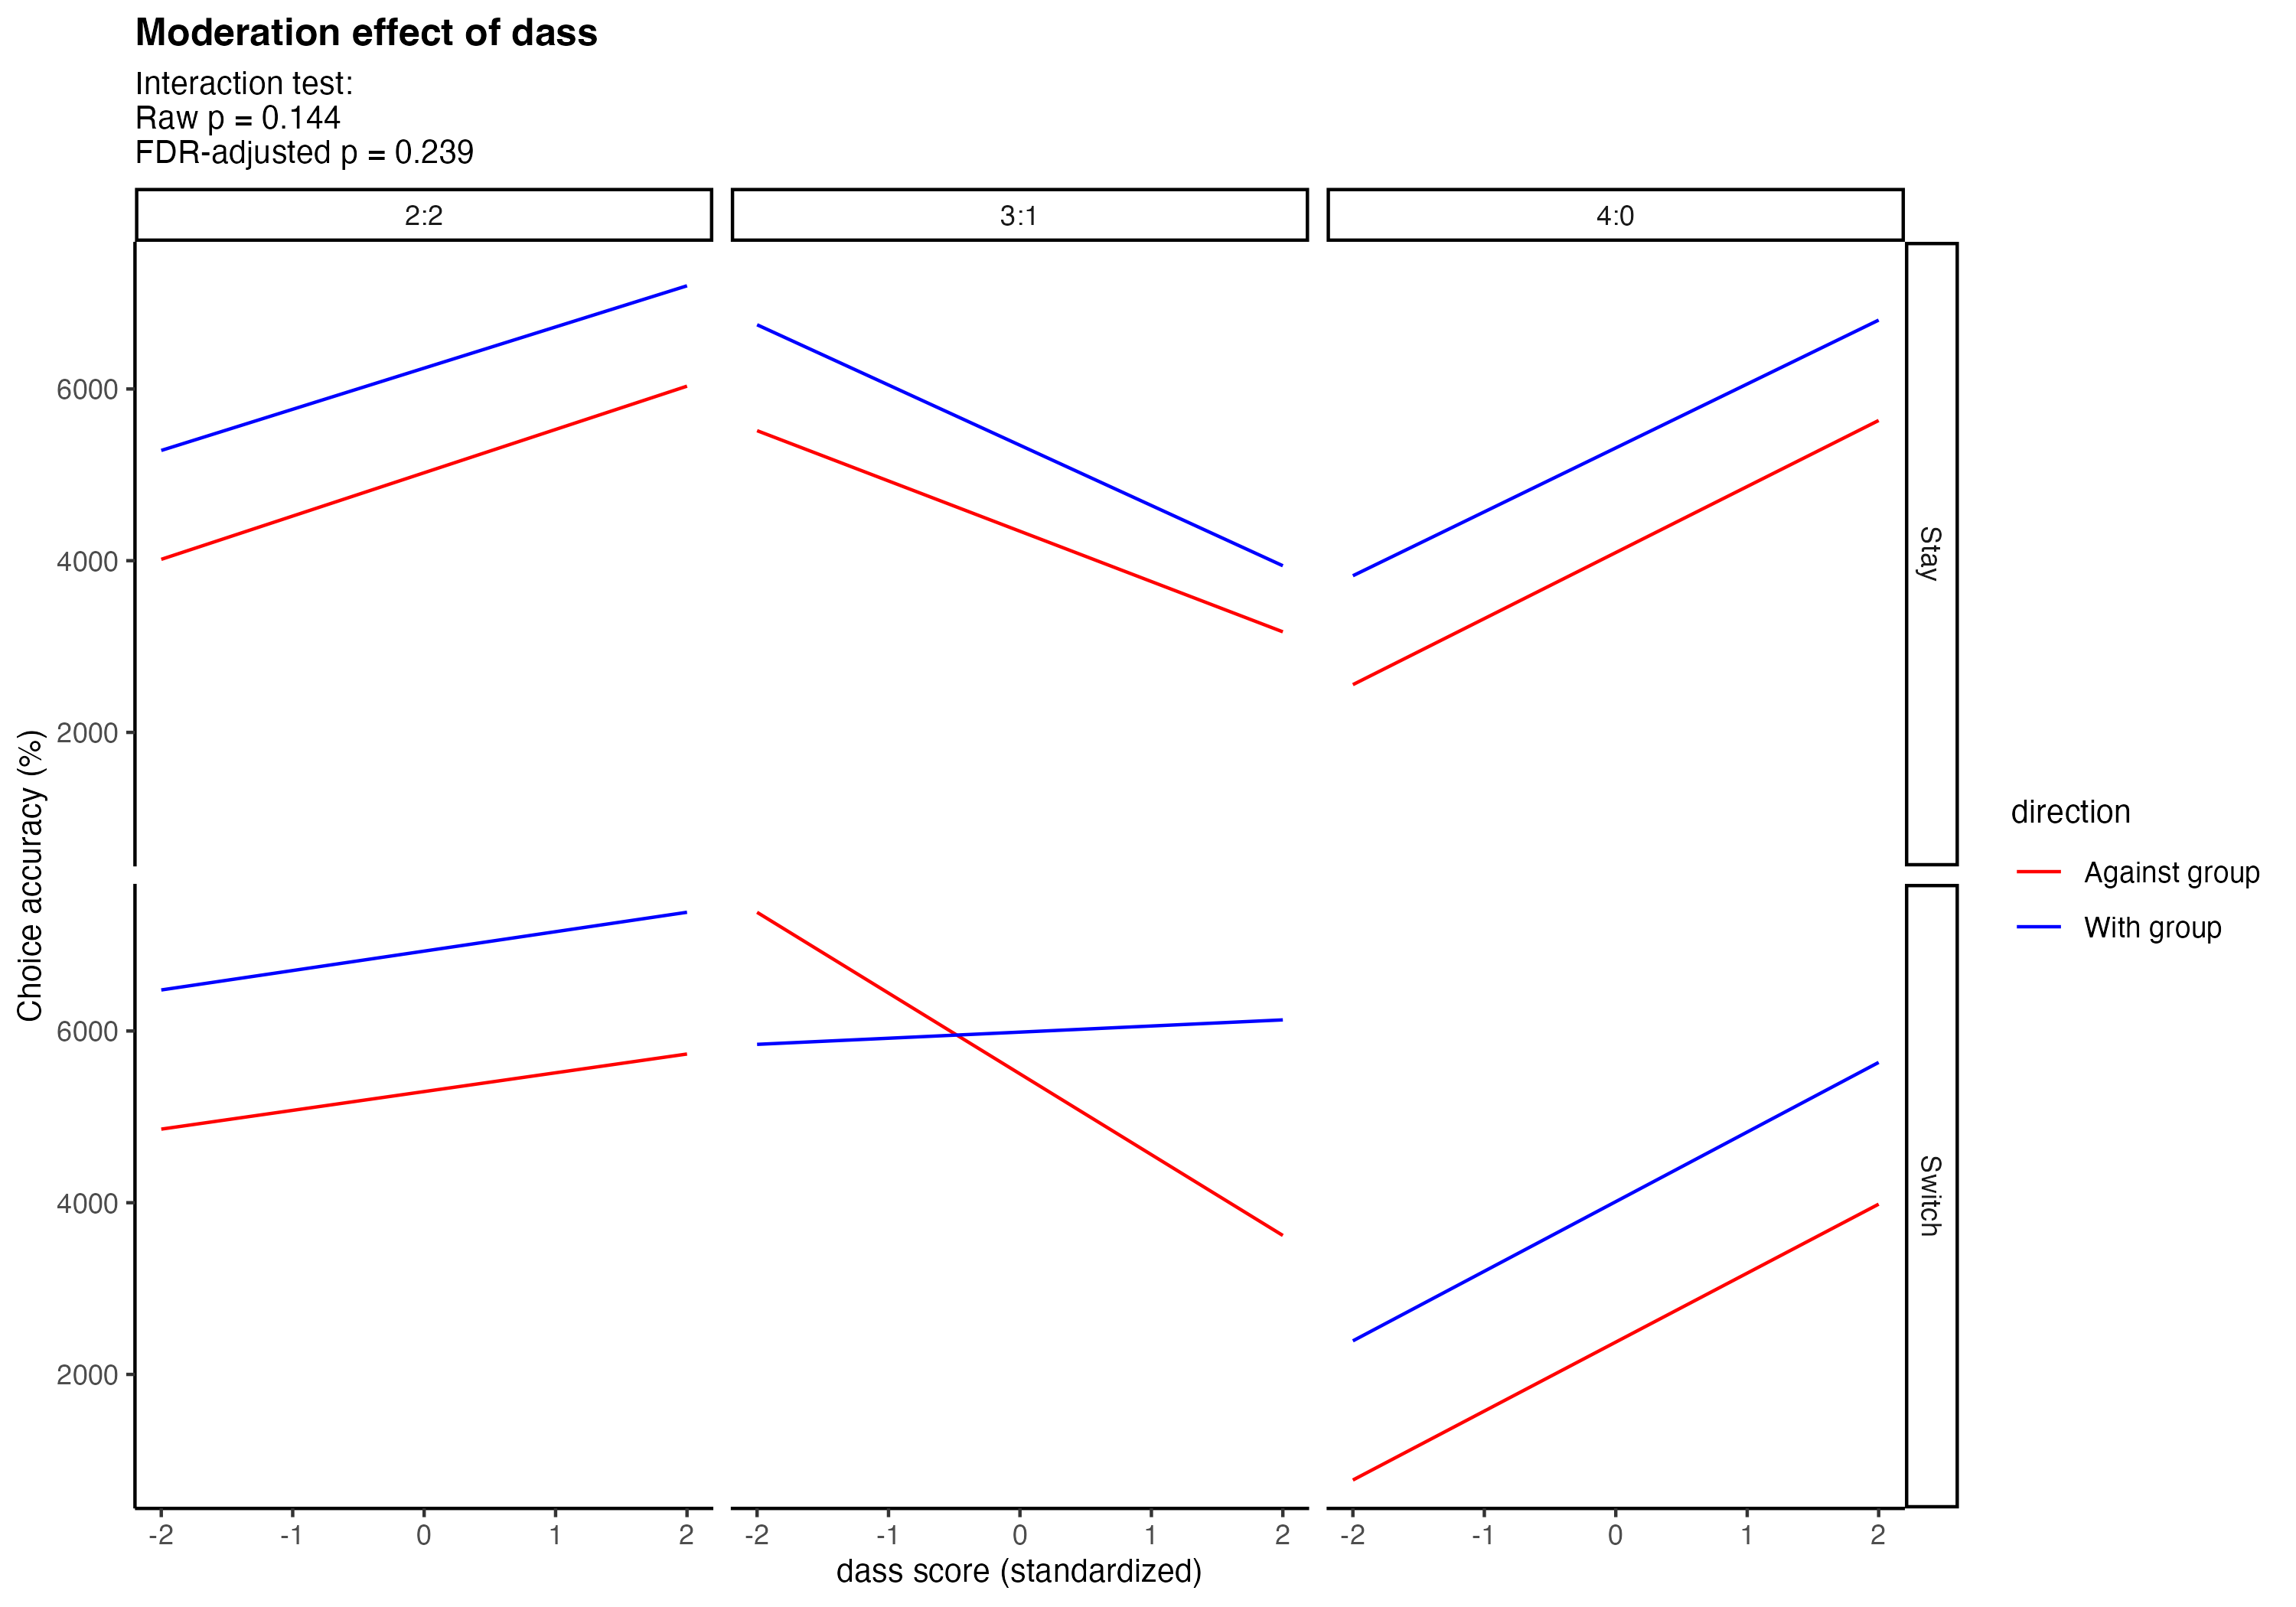 Moderation effect of dass
Interaction test:
Raw p = 0.144
FDR-adjusted p = 0.239
2:2
3:1
4:0
6000
4000
2000
Stay
Choice accuracy (%)
6000
4000
2000
Switch
direction
Against group
With group
-2 -1 0 1 2
-2 -1 0 1 2
-2 -1 0 1 2
dass score (standardized)